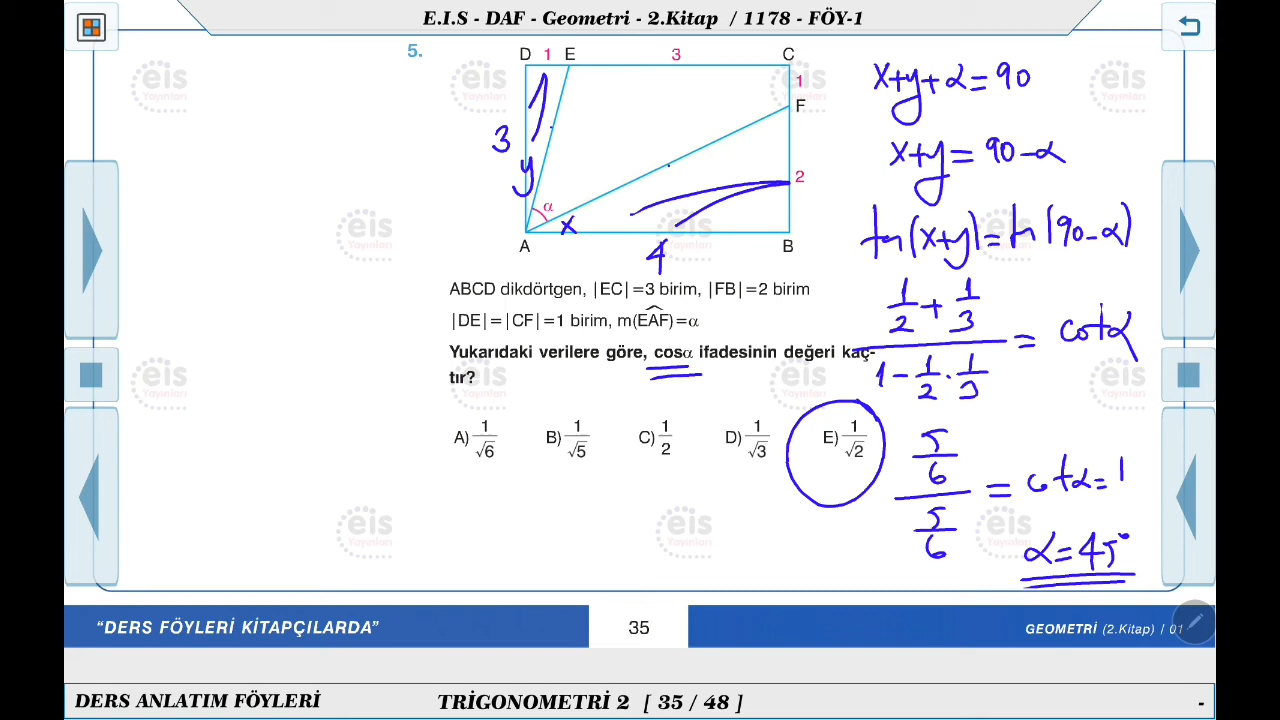 E.I.S - DAF - Geometri - 2.Kitap / 1178 - FÖY-1
5.
D 1 E 3 C
1
F
3
y
α
x
2
A
4
B
eis
Yayınları
ABCD dikdörtgen, |EC|=3 birim, |FB|=2 birim
|DE|=|CF|=1 birim, m(EAF)=α
Yukarıdaki verilere göre, cosα ifadesinin değeri kaç-
tır?
A) 1/√6 B) 1/√5 C) 1/2 D) 1/√3 E) 1/√2
x+y+α=90
x+y=90-α
tn(x+y)=tn(90-α)
(1/2 + 1/3) / (1 - 1/2 · 1/3) = cotα
(5/6) / (5/6) = cotα=1
α=45°
"DERS FÖYLERİ KİTAPÇILARDA"
35
GEOMETRİ (2.Kitap) / 01
DERS ANLATIM FÖYLERİ
TRİGONOMETRİ 2 [ 35 / 48 ]
-